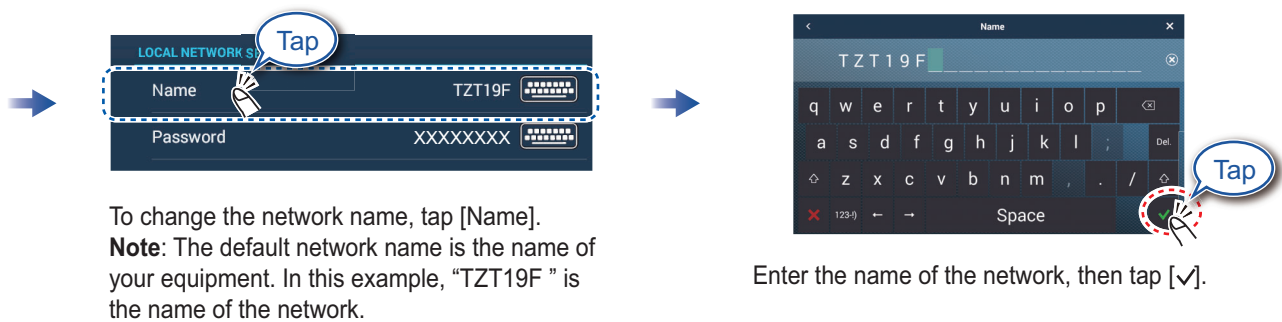 Tap
LOCAL NETWORK SE
Name TZT19F
Password XXXXXXXX
To change the network name, tap [Name].
Note: The default network name is the name of
your equipment. In this example, “TZT19F ” is
the name of the network.
Name
TZT19F
q w e r t y u i o p
a s d f g h j k l ; Del.
z x c v b n m , . /
123-!) ← → Space
Tap
Enter the name of the network, then tap [✓].